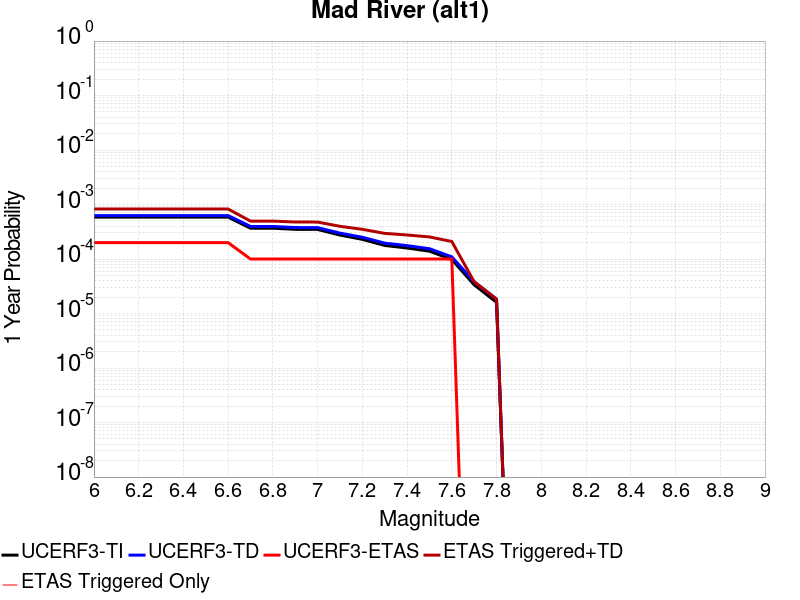 Mad River (alt1)
1 Year Probability
10^0
10^-1
10^-2
10^-3
10^-4
10^-5
10^-6
10^-7
10^-8
6 6.2 6.4 6.6 6.8 7 7.2 7.4 7.6 7.8 8 8.2 8.4 8.6 8.8 9
Magnitude
UCERF3-TI UCERF3-TD UCERF3-ETAS ETAS Triggered+TD
ETAS Triggered Only